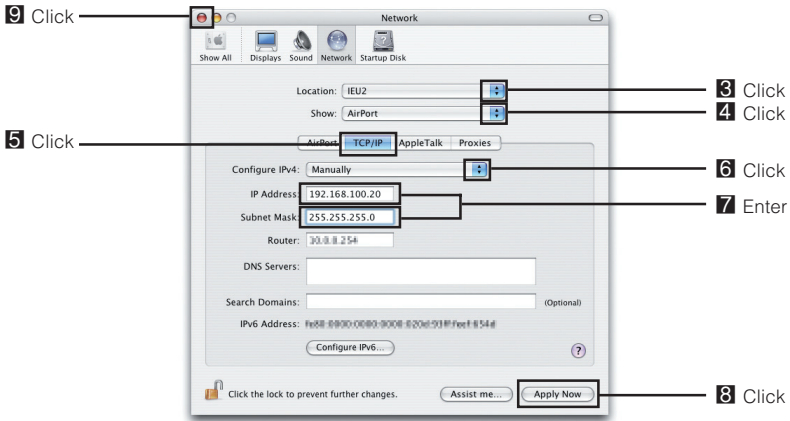 9 Click
Network
Show All Displays Sound Network Startup Disk
Location: IEU2
3 Click
Show: AirPort
4 Click
5 Click
AirPort TCP/IP AppleTalk Proxies
Configure IPv4: Manually
6 Click
IP Address: 192.168.100.20
7 Enter
Subnet Mask: 255.255.255.0
Router:
DNS Servers:
Search Domains: (Optional)
IPv6 Address:
Configure IPv6... ?
Click the lock to prevent further changes. Assist me... Apply Now
8 Click